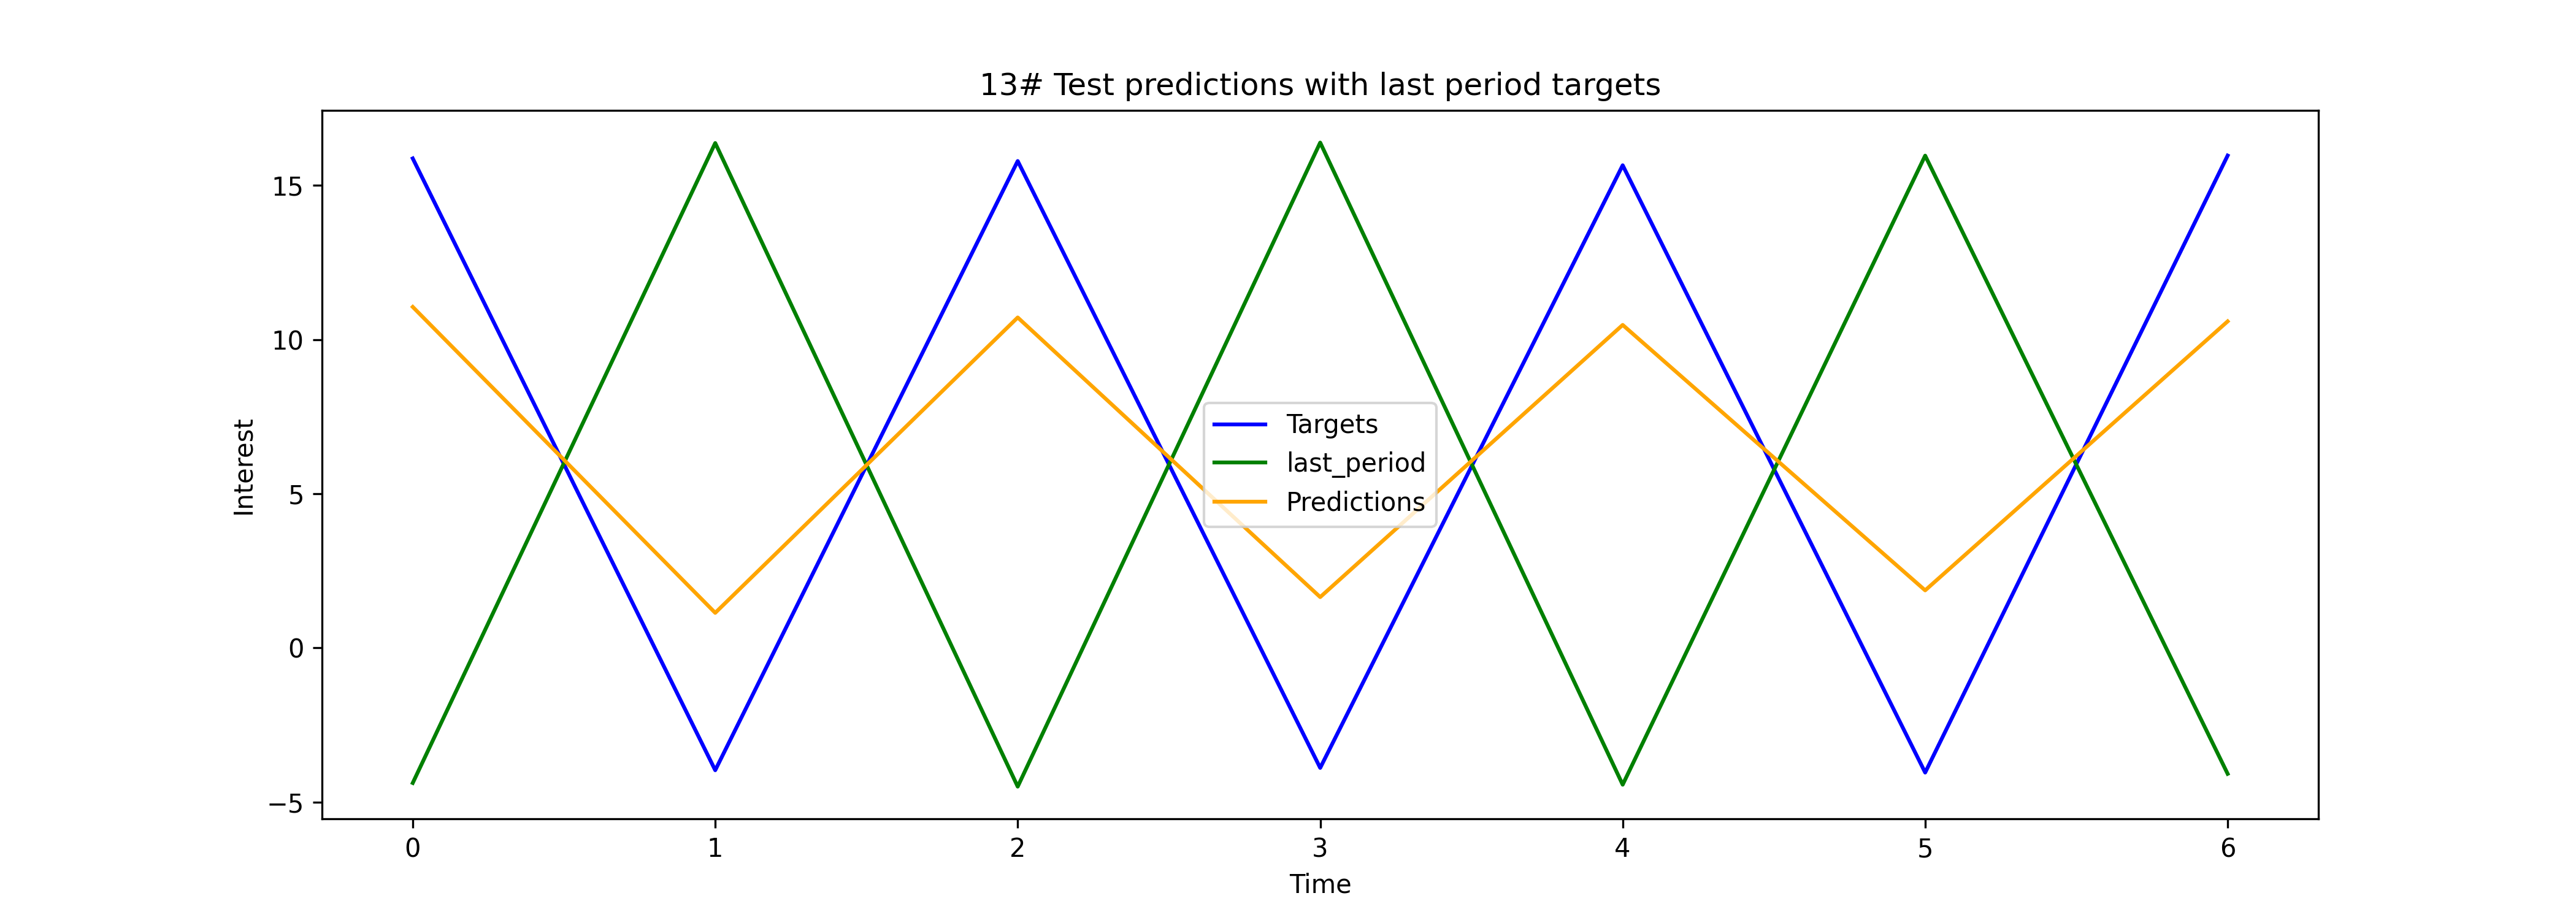 13# Test predictions with last period targets
Interest
15
10
5
0
−5
Targets
last_period
Predictions
0 1 2 3 4 5 6
Time